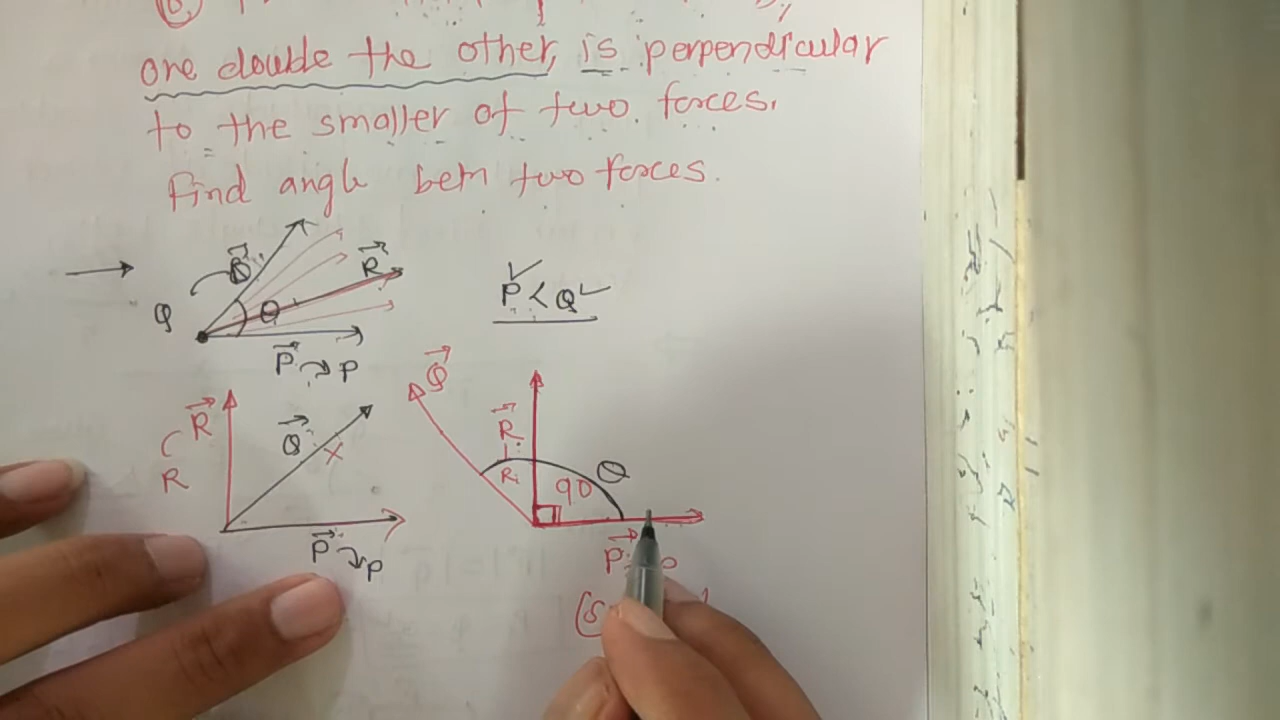 one double the other, is perpendicular
to the smaller of two forces.
Find angle betn two forces.
B
R
Q
θ
P P
P < Q
R
R
Q
x
P P
Q
R
R
90
θ
P